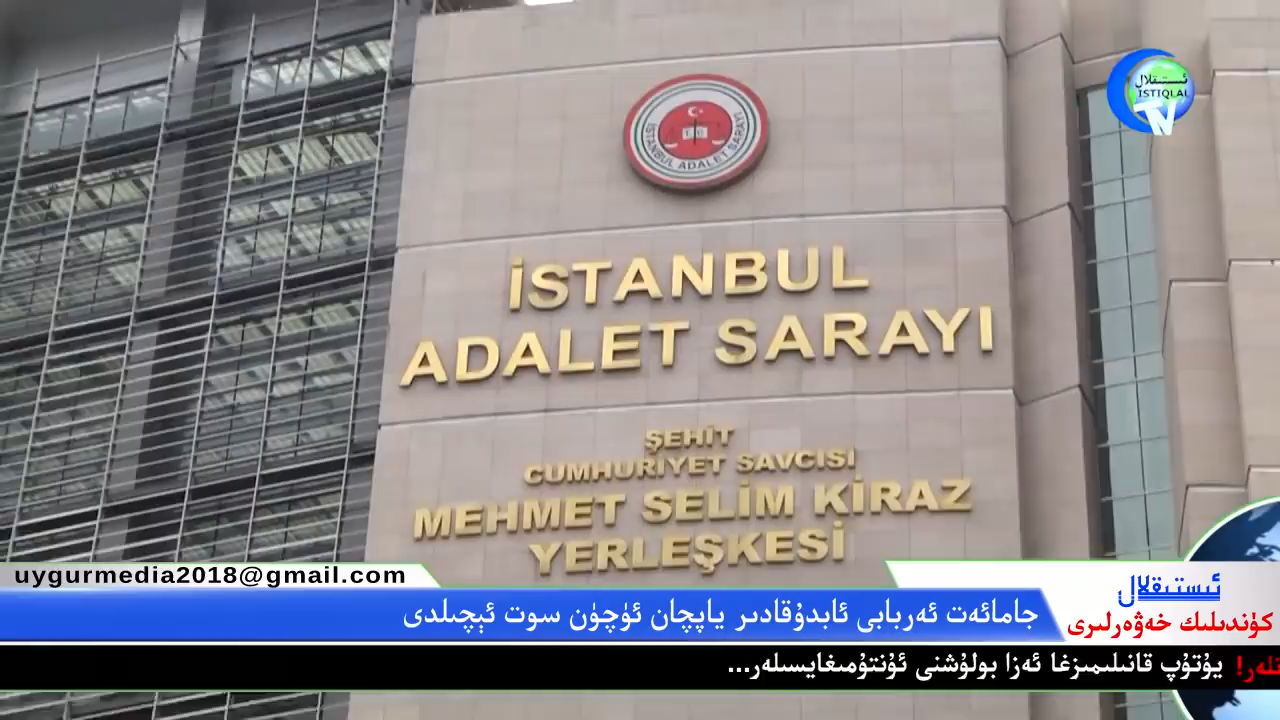 ئىستىقلال
ISTIQLAL
TV
İSTANBUL ADALET SARAYI
İSTANBUL
ADALET SARAYI
ŞEHİT
CUMHURİYET SAVCISI
MEHMET SELİM KİRAZ
YERLEŞKESİ
uygurmedia2018@gmail.com
ئىستىقلال
كۈندىلىك خەۋەرلىرى
جامائەت ئەربابى ئابدۇقادىر ياپچان ئۈچۈن سوت ئېچىلدى
يۇتۇپ قانىلىمىزغا ئەزا بولۇشنى ئۇنتۇمىغايسىلەر...